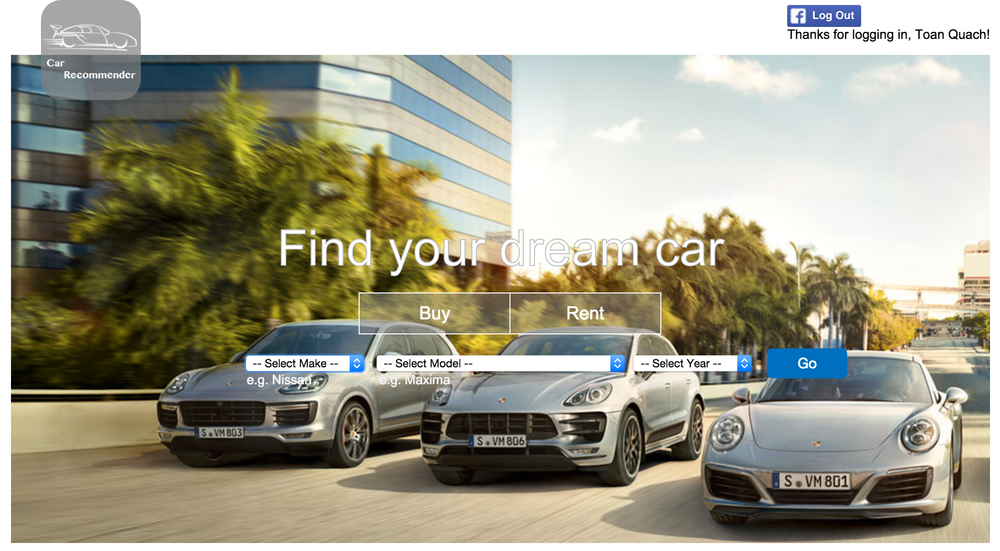 Car
Recommender
Log Out
Thanks for logging in, Toan Quach!
Find your dream car
Buy
Rent
-- Select Make --
-- Select Model --
-- Select Year --
Go
e.g. Nissan
e.g. Maxima
S VM 803
S VM 806
S VM 801